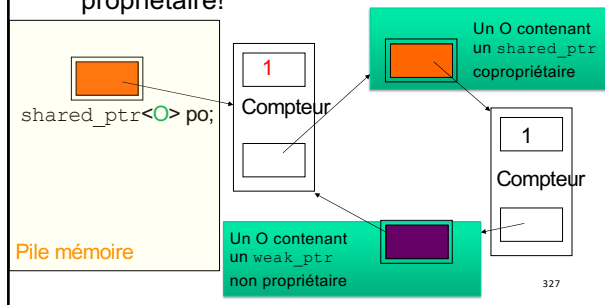 propriétaire!
Un O contenant
un shared_ptr
copropriétaire
1
Compteur
shared_ptr<O> po;
1
Compteur
Un O contenant
un weak_ptr
non propriétaire
Pile mémoire
327